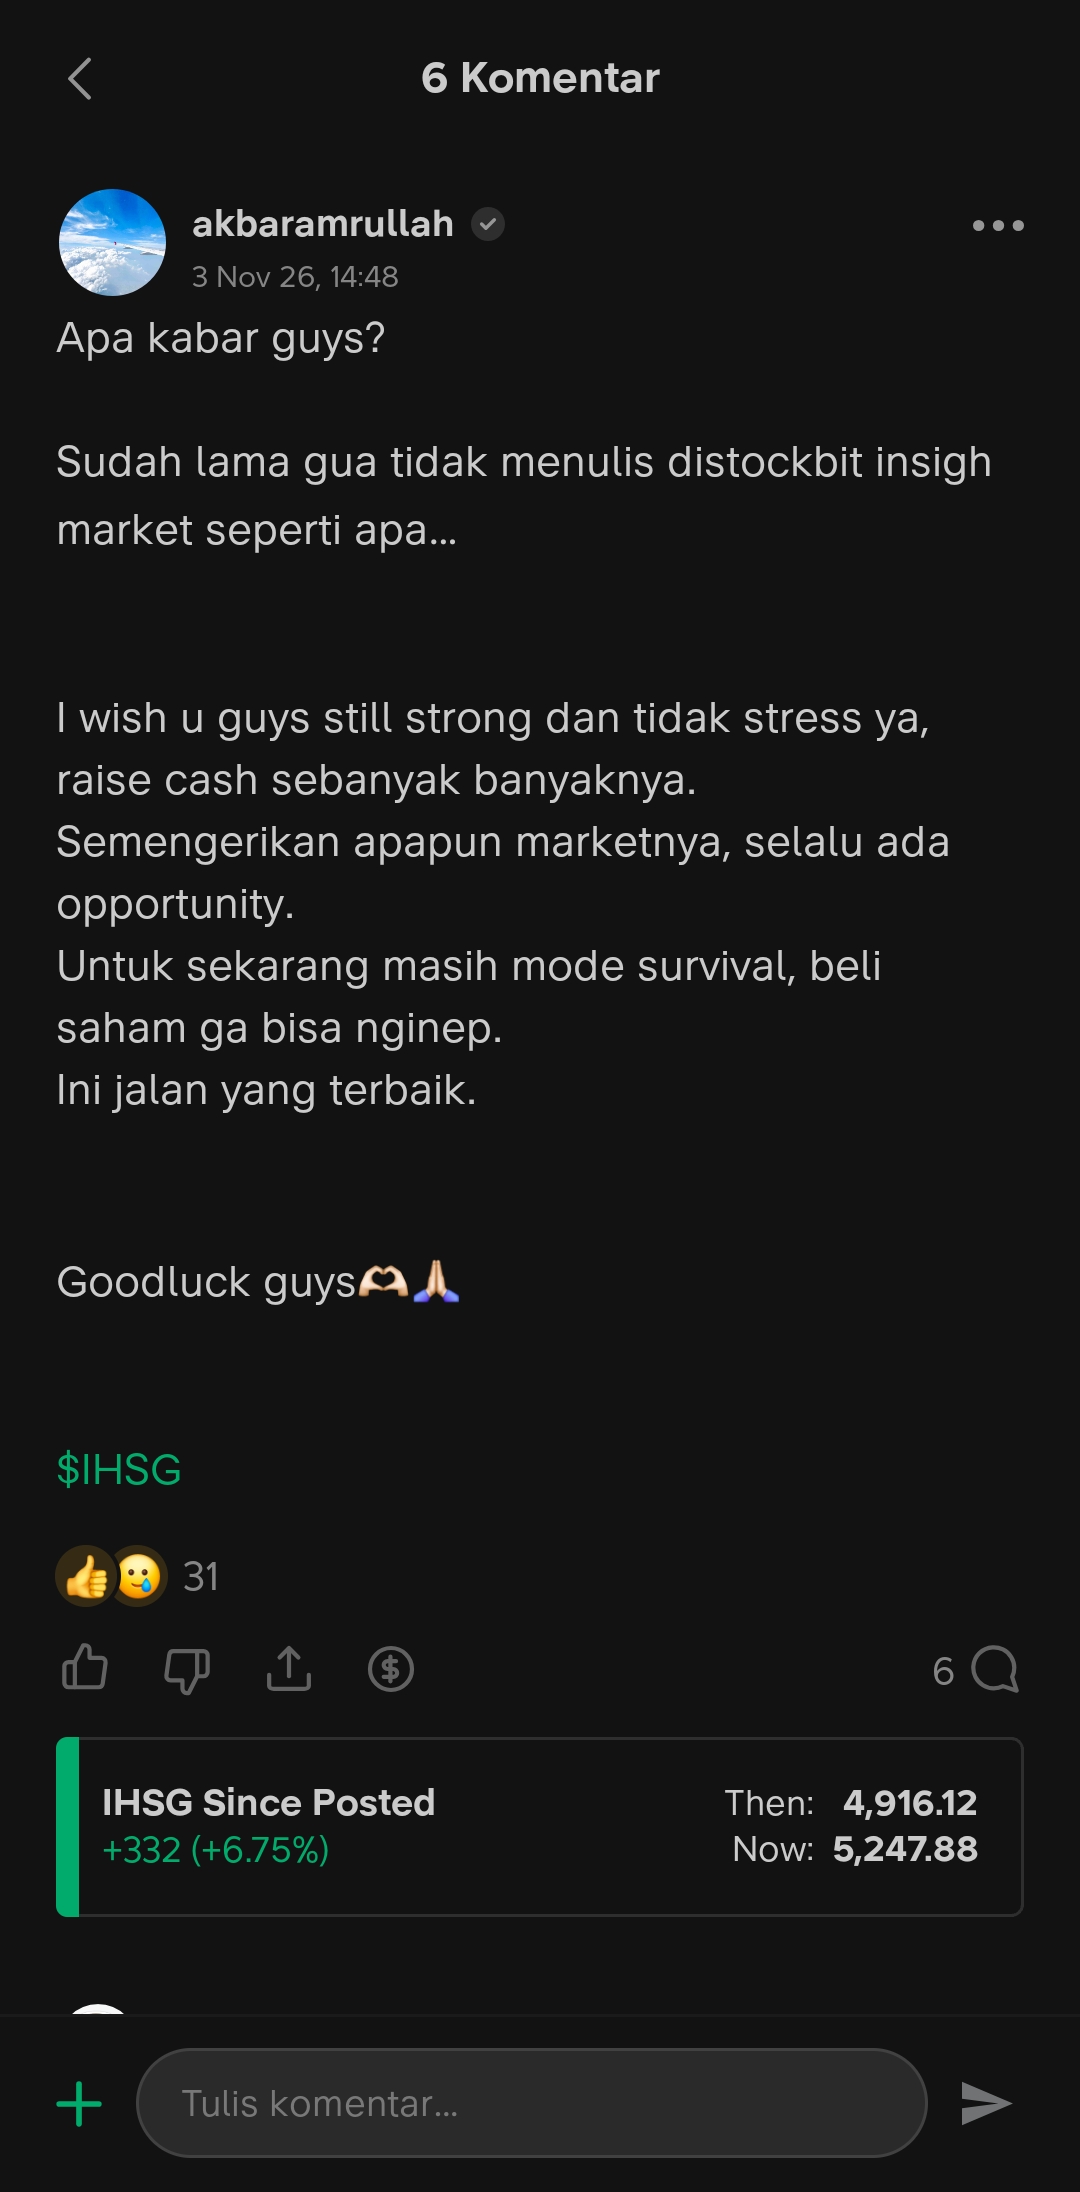 6 Komentar
akbaramrullah
3 Nov 26, 14:48
Apa kabar guys?
Sudah lama gua tidak menulis distockbit insigh
market seperti apa...
I wish u guys still strong dan tidak stress ya,
raise cash sebanyak banyaknya.
Semengerikan apapun marketnya, selalu ada
opportunity.
Untuk sekarang masih mode survival, beli
saham ga bisa nginep.
Ini jalan yang terbaik.
Goodluck guys🫶🏻🙏🏻
$IHSG
31
6
IHSG Since Posted
Then: 4,916.12
+332 (+6.75%)
Now: 5,247.88
Tulis komentar...